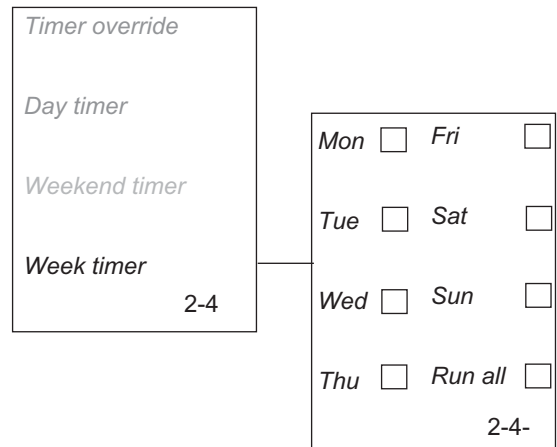 Timer override
Day timer
Weekend timer
Week timer
2-4
Mon Fri
Tue Sat
Wed Sun
Thu Run all
2-4-